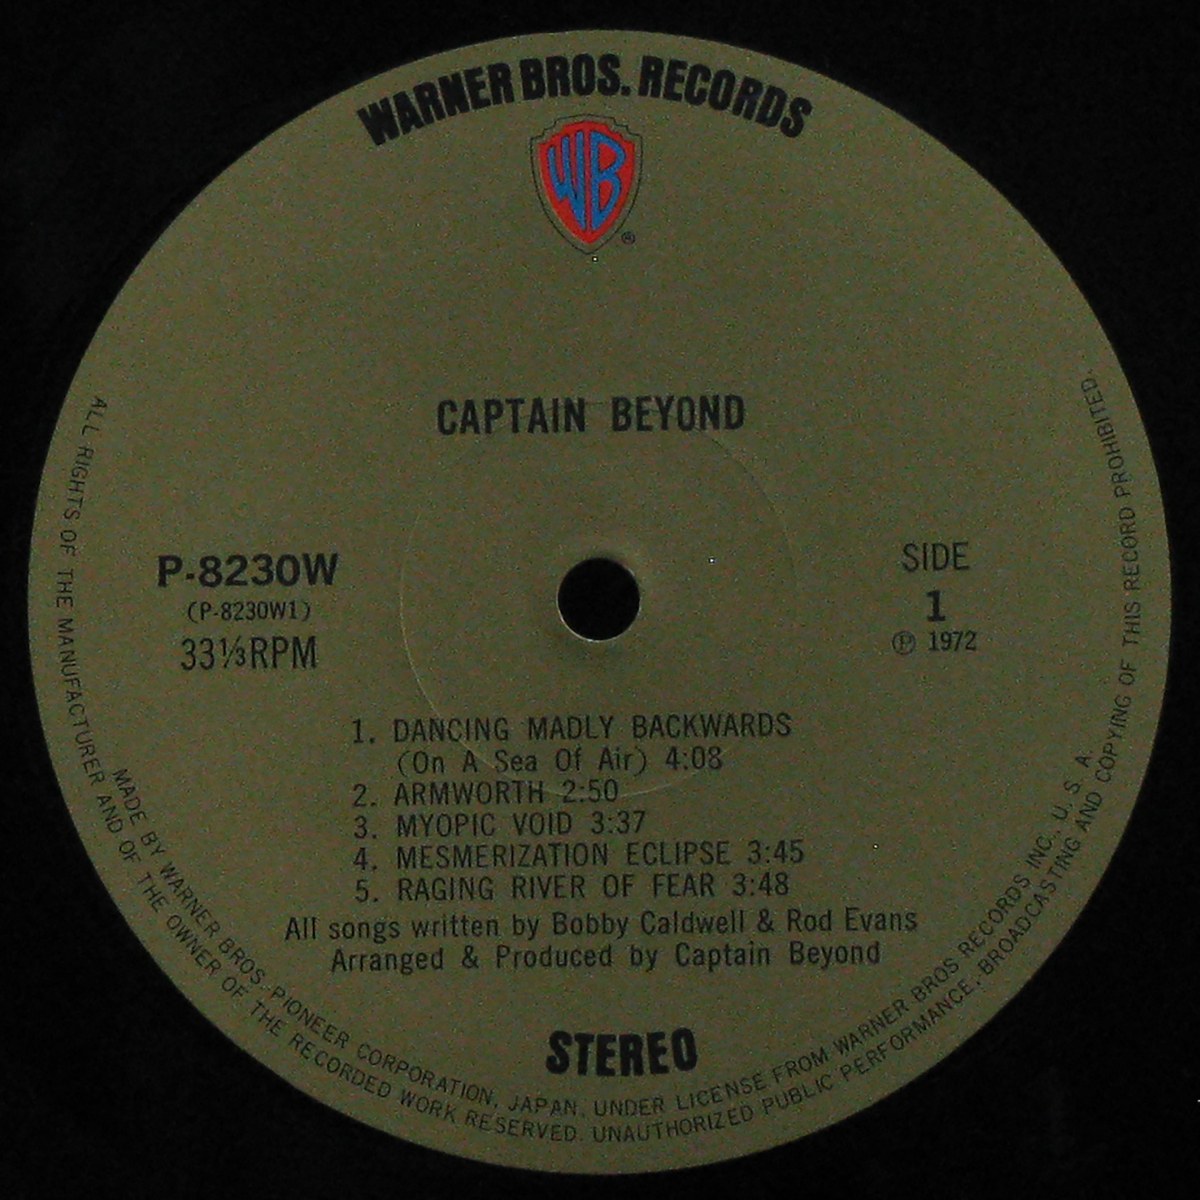 WARNER BROS. RECORDS
WB
®
CAPTAIN BEYOND
P-8230W
(P-8230W1)
33⅓RPM
SIDE
1
Ⓟ 1972
1. DANCING MADLY BACKWARDS
(On A Sea Of Air) 4:08
2. ARMWORTH 2:50
3. MYOPIC VOID 3:37
4. MESMERIZATION ECLIPSE 3:45
5. RAGING RIVER OF FEAR 3:48
All songs written by Bobby Caldwell & Rod Evans
Arranged & Produced by Captain Beyond
STEREO
MADE BY WARNER BROS.-PIONEER CORPORATION, JAPAN, UNDER LICENSE FROM WARNER BROS RECORDS INC., U. S. A.
ALL RIGHTS OF THE MANUFACTURER AND OF THE OWNER OF THE RECORDED WORK RESERVED. UNAUTHORIZED PUBLIC PERFORMANCE, BROADCASTING AND COPYING OF THIS RECORD PROHIBITED.